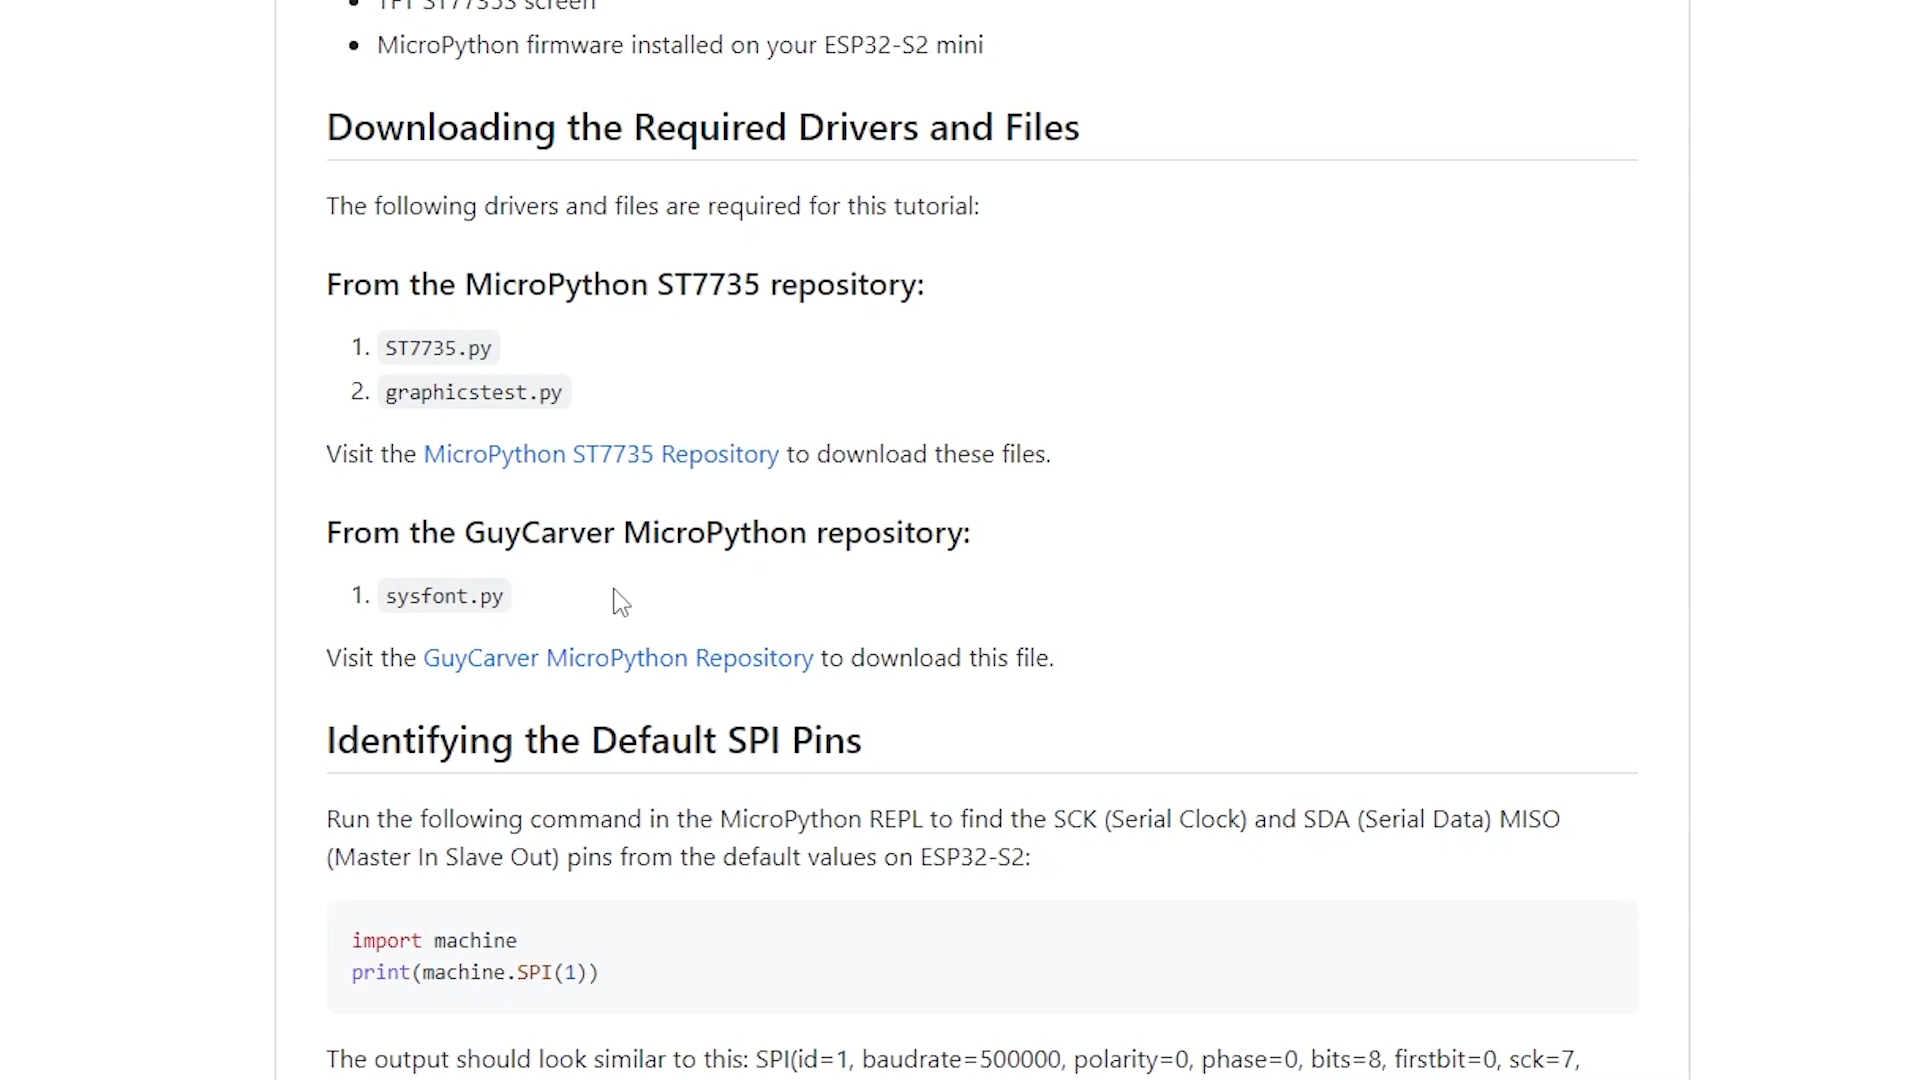 TFT ST7735S screen
MicroPython firmware installed on your ESP32-S2 mini
Downloading the Required Drivers and Files
The following drivers and files are required for this tutorial:
From the MicroPython ST7735 repository:
1. ST7735.py
2. graphicstest.py
Visit the MicroPython ST7735 Repository to download these files.
From the GuyCarver MicroPython repository:
1. sysfont.py
Visit the GuyCarver MicroPython Repository to download this file.
Identifying the Default SPI Pins
Run the following command in the MicroPython REPL to find the SCK (Serial Clock) and SDA (Serial Data) MISO
(Master In Slave Out) pins from the default values on ESP32-S2:
import machine
print(machine.SPI(1))
The output should look similar to this: SPI(id=1, baudrate=500000, polarity=0, phase=0, bits=8, firstbit=0, sck=7,